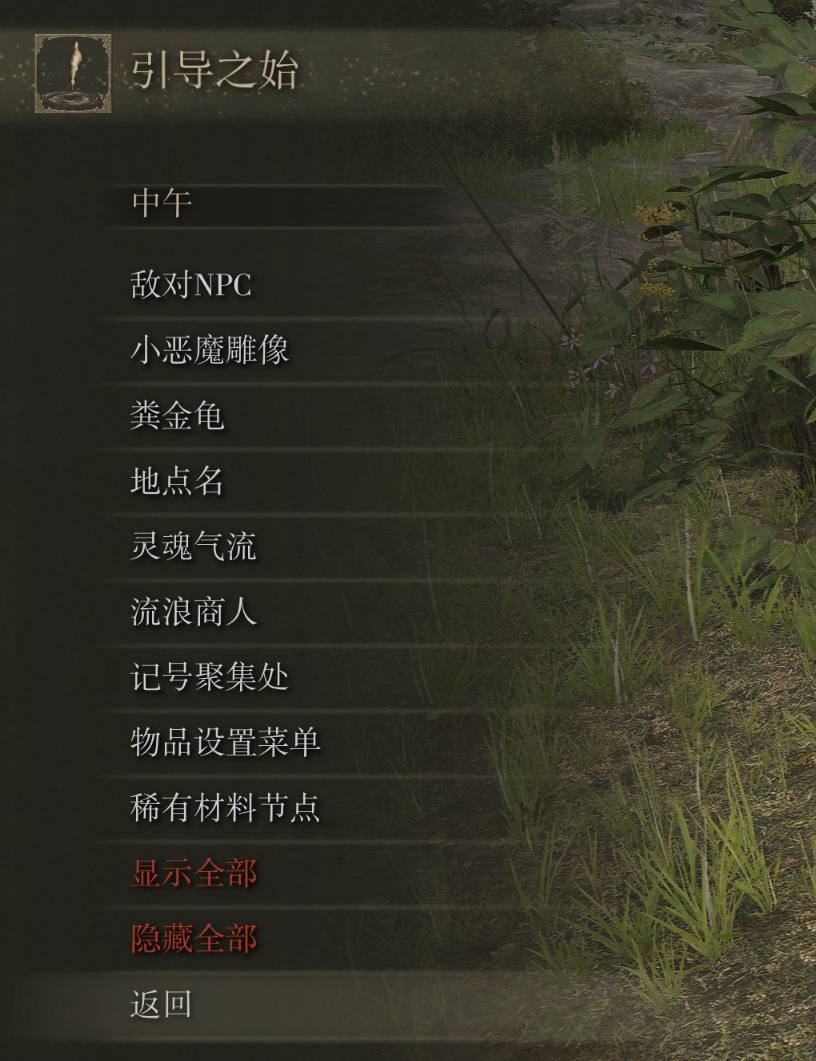 引导之始
中午
敌对NPC
小恶魔雕像
粪金龟
地点名
灵魂气流
流浪商人
记号聚集处
物品设置菜单
稀有材料节点
显示全部
隐藏全部
返回